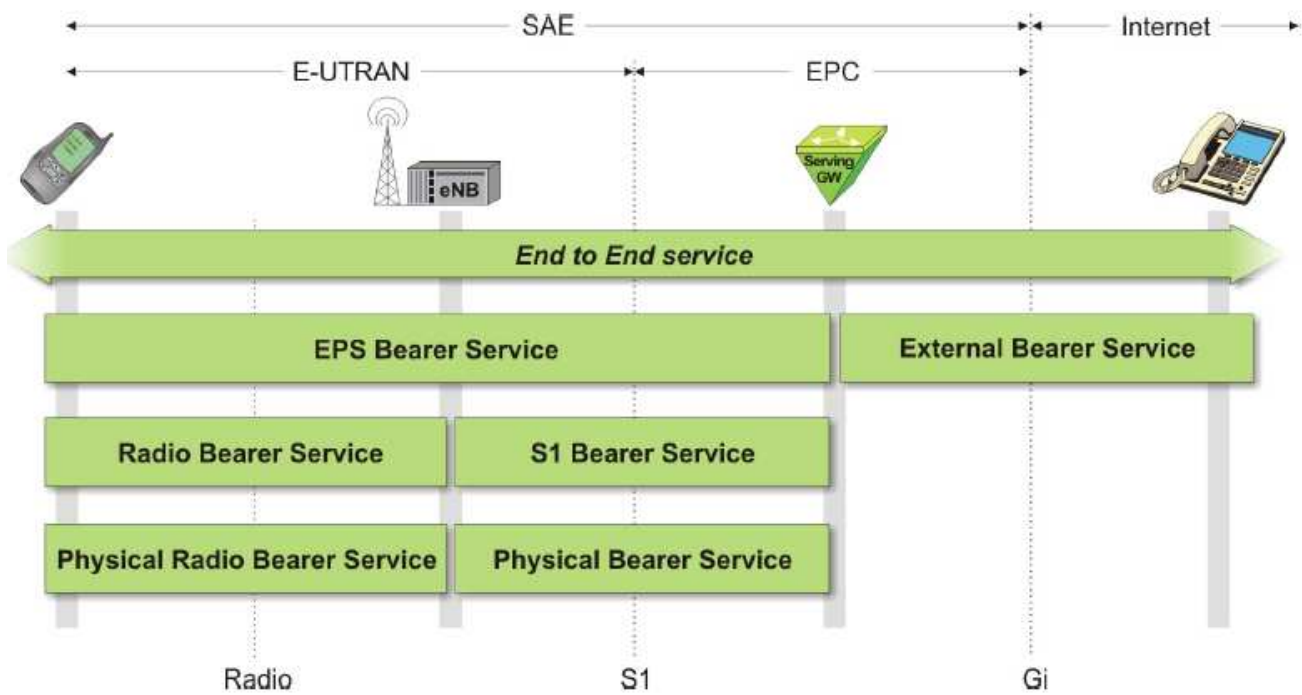 SAE Internet
E-UTRAN EPC
eNB
Serving
GW
End to End service
EPS Bearer Service External Bearer Service
Radio Bearer Service S1 Bearer Service
Physical Radio Bearer Service Physical Bearer Service
Radio S1 Gi